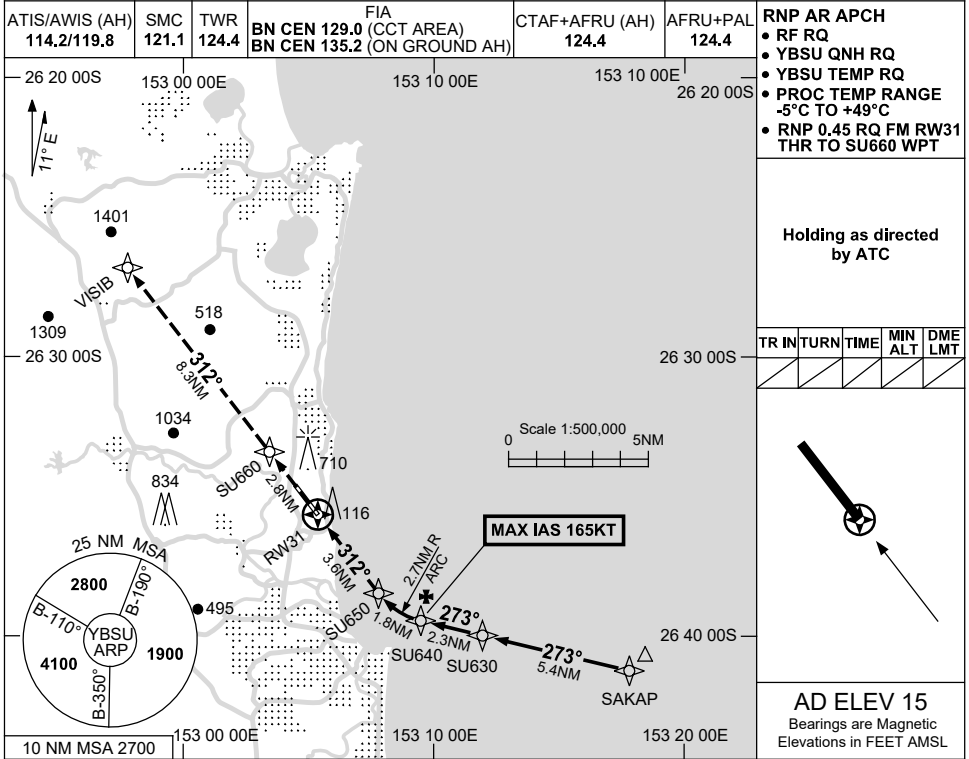 ATIS/AWIS (AH)
114.2/119.8
SMC
121.1
TWR
124.4
FIA
BN CEN 129.0 (CCT AREA)
BN CEN 135.2 (ON GROUND AH)
CTAF+AFRU (AH)
124.4
AFRU+PAL
124.4
RNP AR APCH
• RF RQ
• YBSU QNH RQ
• YBSU TEMP RQ
• PROC TEMP RANGE
-5°C TO +49°C
• RNP 0.45 RQ FM RW31
THR TO SU660 WPT
Holding as directed
by ATC
TR IN
TURN
TIME
MIN
ALT
DME
LMT
AD ELEV 15
Bearings are Magnetic
Elevations in FEET AMSL
26 20 00S
153 00 00E
153 10 00E
153 10 00E
26 20 00S
11° E
1401
VISIB
1309
518
26 30 00S
26 30 00S
312°
8.3NM
1034
Scale 1:500,000
0
5NM
SU660
710
834
2.8NM
116
RW31
MAX IAS 165KT
312°
3.6NM
2.7NM R
ARC
25 NM MSA
2800
B-190°
B-110°
YBSU
ARP
4100
1900
B-350°
495
SU650
1.8NM
273°
2.3NM
SU640
SU630
273°
5.4NM
SAKAP
26 40 00S
10 NM MSA 2700
153 00 00E
153 10 00E
153 20 00E